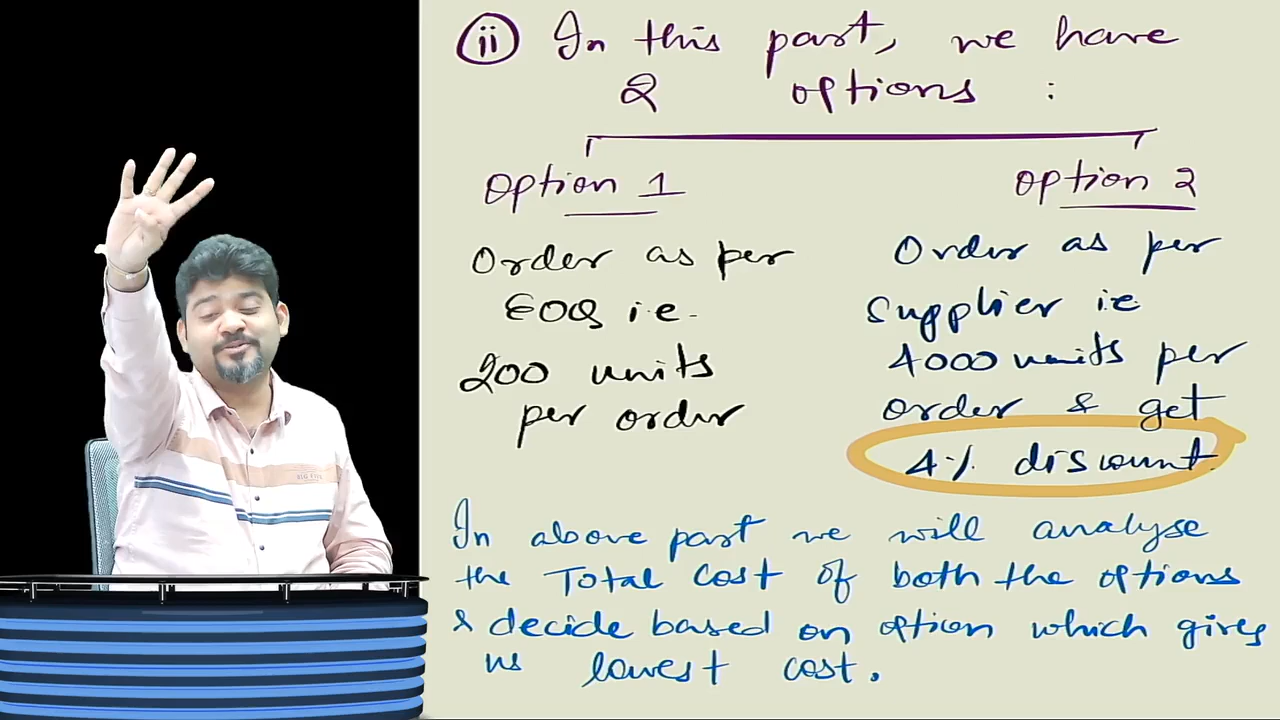 ii In this part, we have
2 options :
Option 1
Order as per
EOQ i.e.
200 units
per order
Option 2
Order as per
Supplier i.e
4000 units per
order & get
4% discount.
In above part we will analyse
the Total cost of both the options
& decide based on option which gives
us lowest cost.